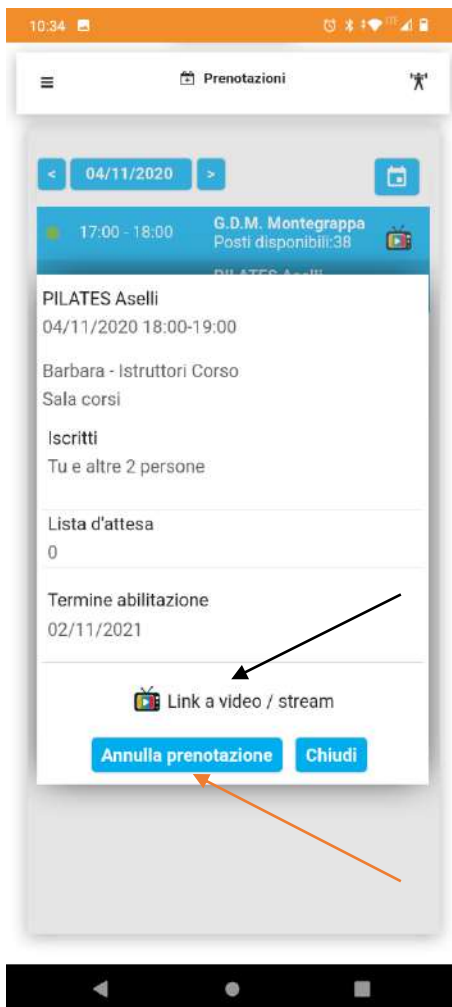 10:34
Prenotazioni
< 04/11/2020 >
17:00 - 18:00
G.D.M. Montegrappa
Posti disponibili:38
PILATES Aselli
PILATES Aselli
04/11/2020 18:00-19:00
Barbara - Istruttori Corso
Sala corsi
Iscritti
Tu e altre 2 persone
Lista d'attesa
0
Termine abilitazione
02/11/2021
Link a video / stream
Annulla prenotazione
Chiudi